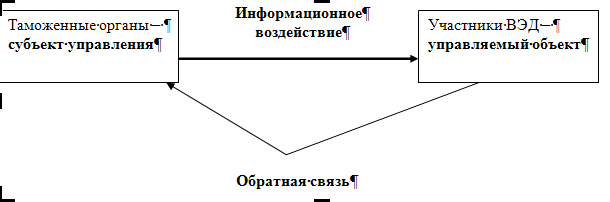 Таможенные органы –
субъект управления
Информационное
воздействие
Участники ВЭД –
управляемый объект
Обратная связь